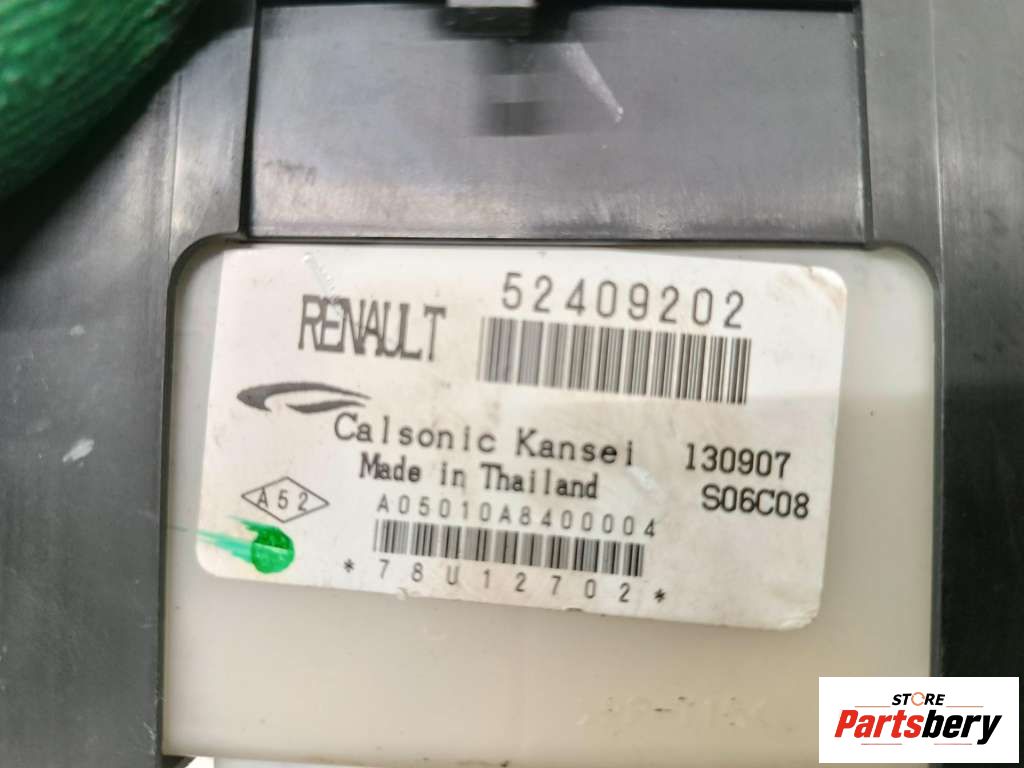 RENAULT
52409202
Calsonic Kansei 130907
Made in Thailand S06C08
A52
A05010A8400004
*78U12702*
STORE
Partsbery